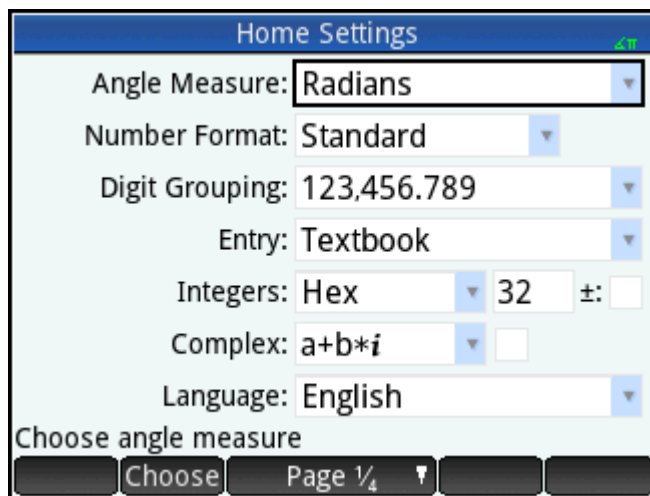 Home Settings ∡π
Angle Measure: Radians
Number Format: Standard
Digit Grouping: 123,456.789
Entry: Textbook
Integers: Hex 32 ±:
Complex: a+b*i
Language: English
Choose angle measure
Choose Page ¼